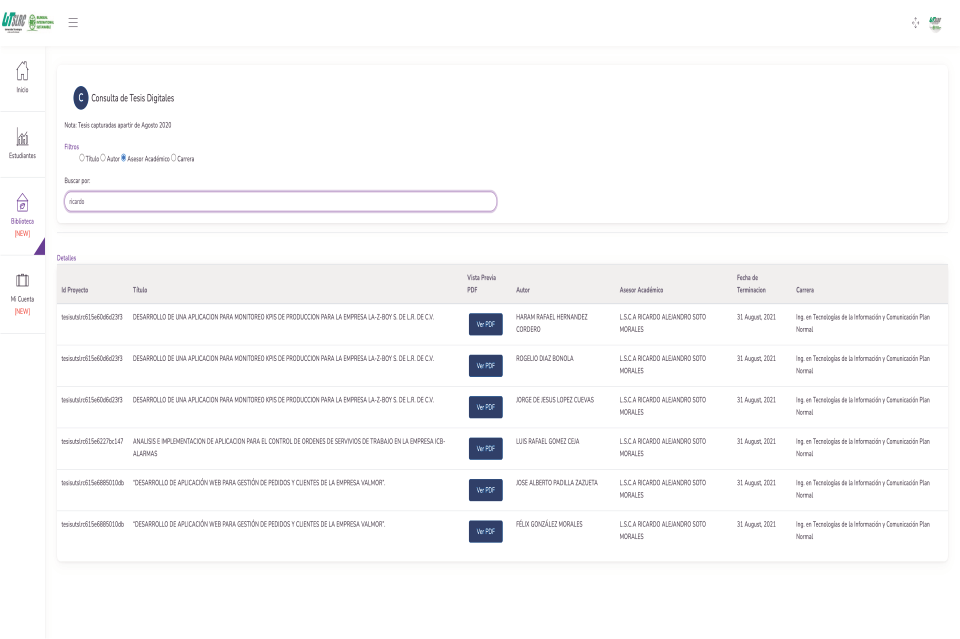 UTSLRC
BILINGÜE, INTERNACIONAL Y SUSTENTABLE
Inicio
Estudiantes
Biblioteca
[NEW]
Mi Cuenta
[NEW]
C Consulta de Tesis Digitales
Nota: Tesis capturadas apartir de Agosto 2020
Filtros
Título Autor Asesor Académico Carrera
Buscar por:
ricardo
Detalles
Id Proyecto Título Vista Previa PDF Autor Asesor Académico Fecha de Terminacion Carrera
tesisutslrc615e60d6d23f3 DESARROLLO DE UNA APLICACION PARA MONITOREO KPIS DE PRODUCCION PARA LA EMPRESA LA-Z-BOY S. DE L.R. DE C.V. Ver PDF HARAM RAFAEL HERNANDEZ CORDERO L.S.C.A RICARDO ALEJANDRO SOTO MORALES 31 August, 2021 Ing. en Tecnologías de la Información y Comunicación Plan Normal
tesisutslrc615e60d6d23f3 DESARROLLO DE UNA APLICACION PARA MONITOREO KPIS DE PRODUCCION PARA LA EMPRESA LA-Z-BOY S. DE L.R. DE C.V. Ver PDF ROGELIO DIAZ BONOLA L.S.C.A RICARDO ALEJANDRO SOTO MORALES 31 August, 2021 Ing. en Tecnologías de la Información y Comunicación Plan Normal
tesisutslrc615e60d6d23f3 DESARROLLO DE UNA APLICACION PARA MONITOREO KPIS DE PRODUCCION PARA LA EMPRESA LA-Z-BOY S. DE L.R. DE C.V. Ver PDF JORGE DE JESUS LOPEZ CUEVAS L.S.C.A RICARDO ALEJANDRO SOTO MORALES 31 August, 2021 Ing. en Tecnologías de la Información y Comunicación Plan Normal
tesisutslrc615e6227bc147 ANALISIS E IMPLEMENTACION DE APLICACION PARA EL CONTROL DE ORDENES DE SERVIVIOS DE TRABAJO EN LA EMPRESA ICB-ALARMAS Ver PDF LUIS RAFAEL GOMEZ CEJA L.S.C.A RICARDO ALEJANDRO SOTO MORALES 31 August, 2021 Ing. en Tecnologías de la Información y Comunicación Plan Normal
tesisutslrc615e6885010db "DESARROLLO DE APLICACIÓN WEB PARA GESTIÓN DE PEDIDOS Y CLIENTES DE LA EMPRESA VALMOR". Ver PDF JOSE ALBERTO PADILLA ZAZUETA L.S.C.A RICARDO ALEJANDRO SOTO MORALES 31 August, 2021 Ing. en Tecnologías de la Información y Comunicación Plan Normal
tesisutslrc615e6885010db "DESARROLLO DE APLICACIÓN WEB PARA GESTIÓN DE PEDIDOS Y CLIENTES DE LA EMPRESA VALMOR". Ver PDF FÉLIX GONZÁLEZ MORALES L.S.C.A RICARDO ALEJANDRO SOTO MORALES 31 August, 2021 Ing. en Tecnologías de la Información y Comunicación Plan Normal